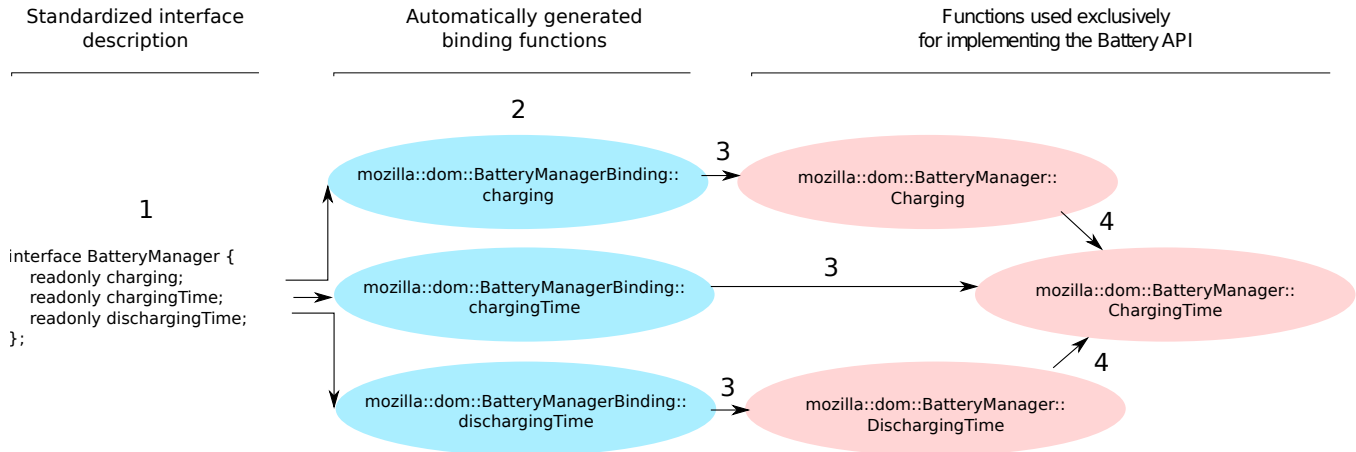 Standardized interface
description
Automatically generated
binding functions
Functions used exclusively
for implementing the Battery API
1
interface BatteryManager {
readonly charging;
readonly chargingTime;
readonly dischargingTime;
};
2
mozilla::dom::BatteryManagerBinding::
charging
3
mozilla::dom::BatteryManager::
Charging
4
mozilla::dom::BatteryManagerBinding::
chargingTime
3
mozilla::dom::BatteryManager::
ChargingTime
mozilla::dom::BatteryManagerBinding::
dischargingTime
3
mozilla::dom::BatteryManager::
DischargingTime
4